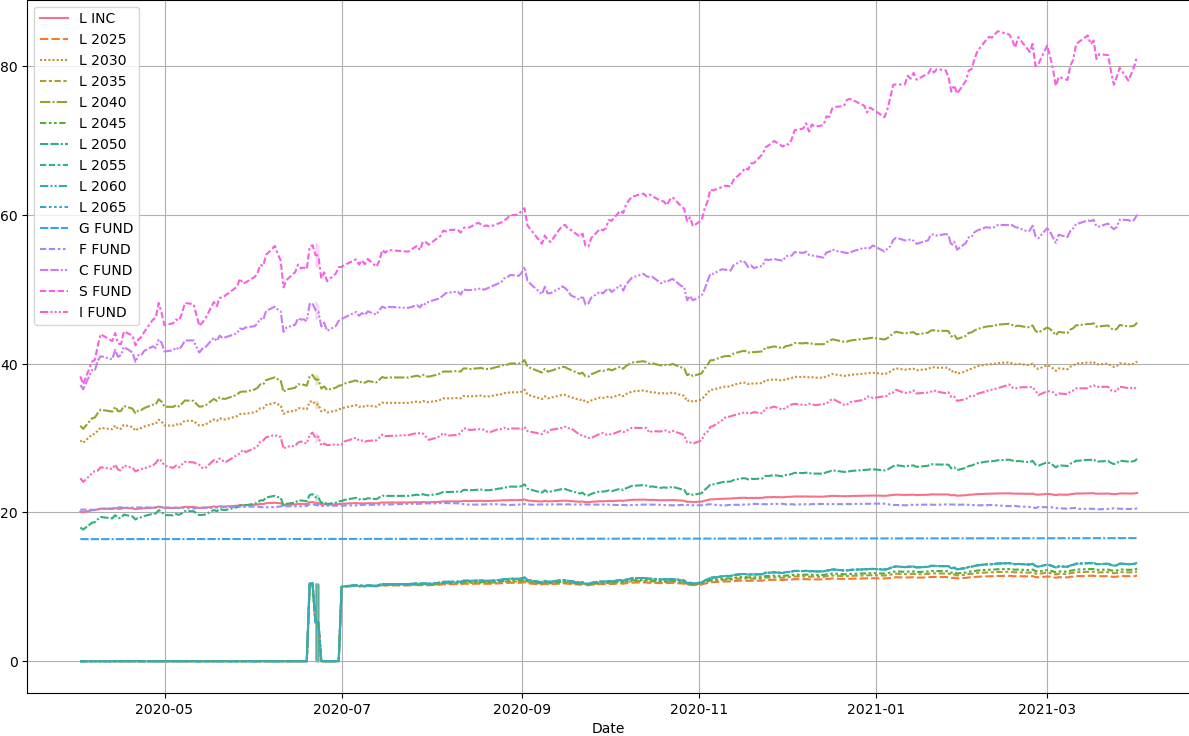 L INC
L 2025
L 2030
L 2035
L 2040
L 2045
L 2050
L 2055
L 2060
L 2065
G FUND
F FUND
C FUND
S FUND
I FUND
80
60
40
20
0
2020-05 2020-07 2020-09 2020-11 2021-01 2021-03
Date